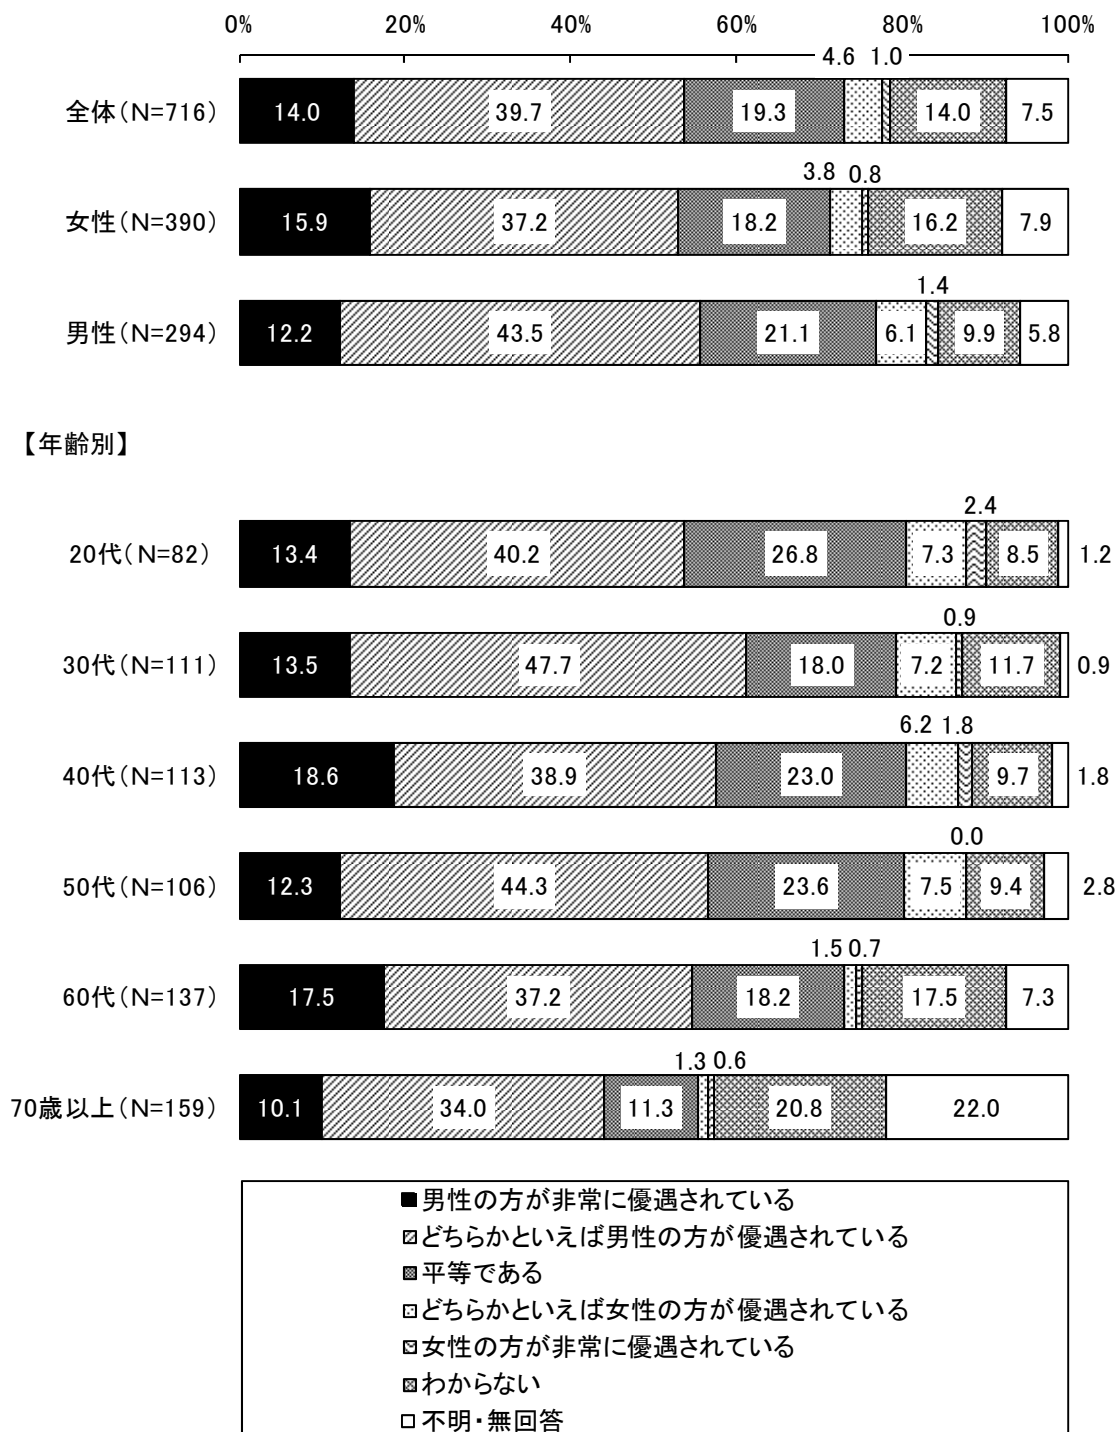 0% 20% 40% 60% 80% 100%
4.6 1.0
全体(N=716) 14.0 39.7 19.3 14.0 7.5
3.8 0.8
女性(N=390) 15.9 37.2 18.2 16.2 7.9
1.4
男性(N=294) 12.2 43.5 21.1 6.1 9.9 5.8
【年齢別】
2.4
20代(N=82) 13.4 40.2 26.8 7.3 8.5 1.2
0.9
30代(N=111) 13.5 47.7 18.0 7.2 11.7 0.9
6.2 1.8
40代(N=113) 18.6 38.9 23.0 9.7 1.8
0.0
50代(N=106) 12.3 44.3 23.6 7.5 9.4 2.8
1.5 0.7
60代(N=137) 17.5 37.2 18.2 17.5 7.3
1.3 0.6
70歳以上(N=159) 10.1 34.0 11.3 20.8 22.0
男性の方が非常に優遇されている
どちらかといえば男性の方が優遇されている
平等である
どちらかといえば女性の方が優遇されている
女性の方が非常に優遇されている
わからない
不明・無回答